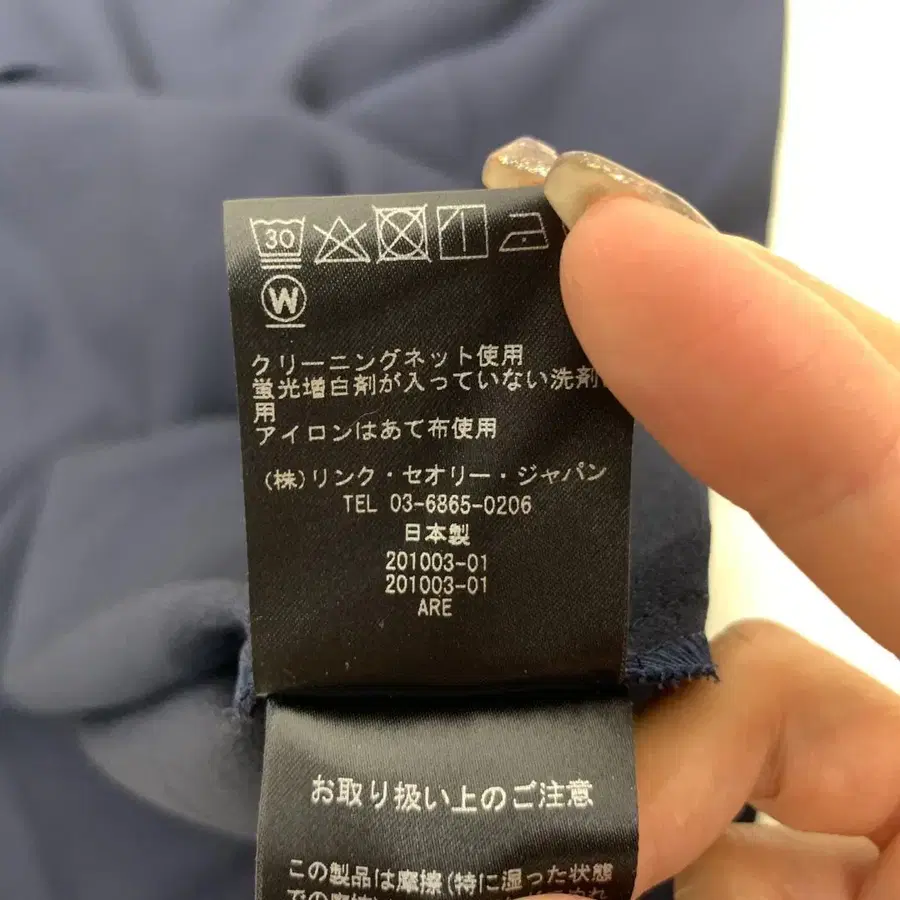 30
W
クリーニングネット使用
蛍光増白剤が入っていない洗剤
用
アイロンはあて布使用
(株)リンク・セオリー・ジャパン
TEL 03-6865-0206
日本製
201003-01
201003-01
ARE
お取り扱い上のご注意
この製品は摩擦(特に湿った状態
での摩擦)